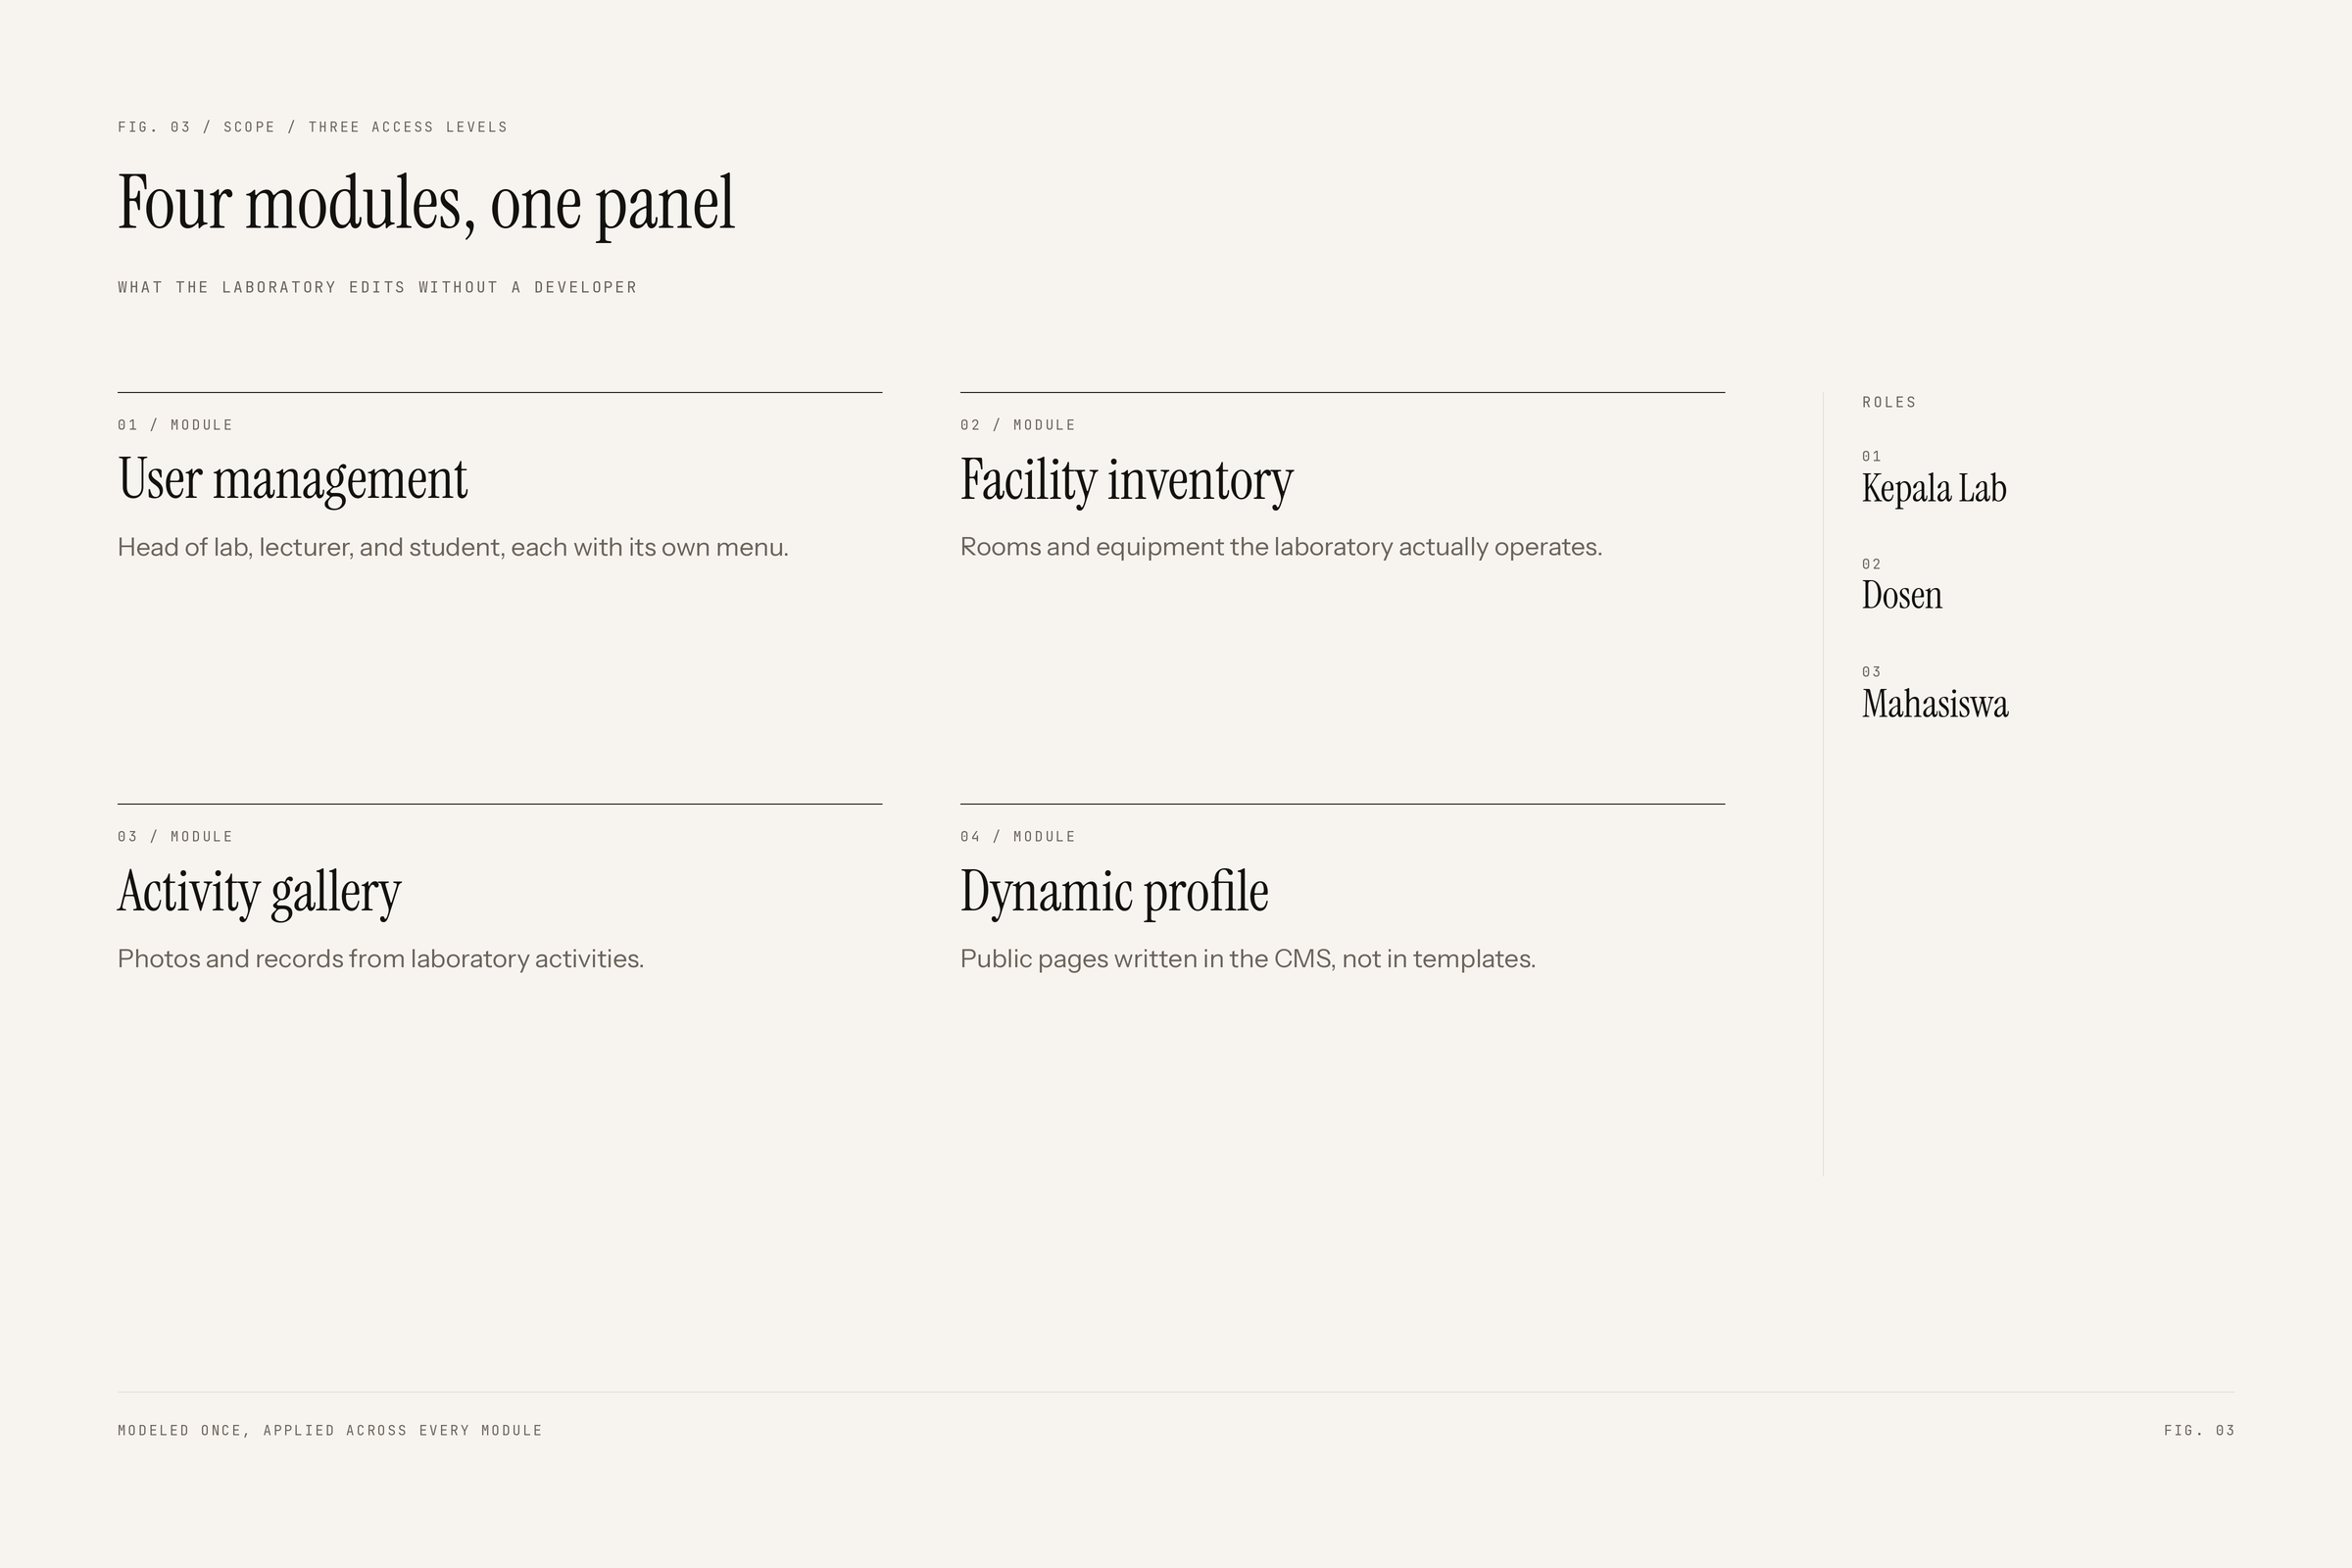 FIG. 03 / SCOPE / THREE ACCESS LEVELS
Four modules, one panel
WHAT THE LABORATORY EDITS WITHOUT A DEVELOPER
01 / MODULE
User management
Head of lab, lecturer, and student, each with its own menu.
02 / MODULE
Facility inventory
Rooms and equipment the laboratory actually operates.
03 / MODULE
Activity gallery
Photos and records from laboratory activities.
04 / MODULE
Dynamic profile
Public pages written in the CMS, not in templates.
ROLES
01
Kepala Lab
02
Dosen
03
Mahasiswa
MODELED ONCE, APPLIED ACROSS EVERY MODULE
FIG. 03